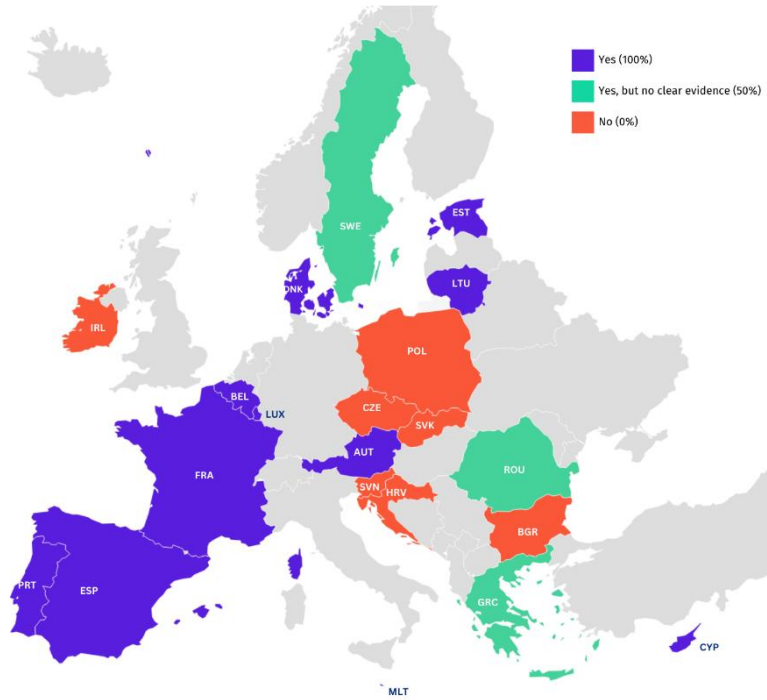 Yes (100%)
Yes, but no clear evidence (50%)
No (0%)
SWE
EST
LTU
DNK
IRL
POL
BEL
LUX
CZE
SVK
AUT
FRA
ROU
SVN
HRV
BGR
PRT
ESP
GRC
CYP
MLT